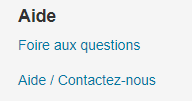 Aide
Foire aux questions
Aide / Contactez-nous